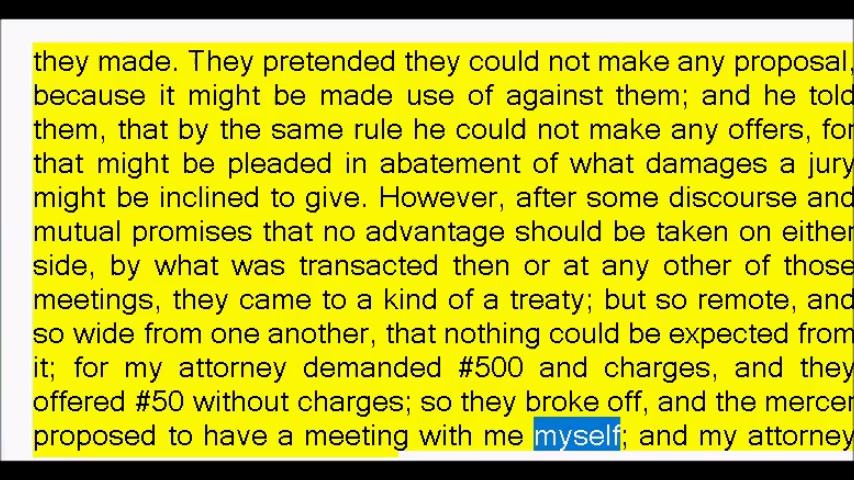 they made. They pretended they could not make any proposal,
because it might be made use of against them; and he told
them, that by the same rule he could not make any offers, for
that might be pleaded in abatement of what damages a jury
might be inclined to give. However, after some discourse and
mutual promises that no advantage should be taken on either
side, by what was transacted then or at any other of those
meetings, they came to a kind of a treaty; but so remote, and
so wide from one another, that nothing could be expected from
it; for my attorney demanded #500 and charges, and they
offered #50 without charges; so they broke off, and the mercer
proposed to have a meeting with me myself; and my attorney